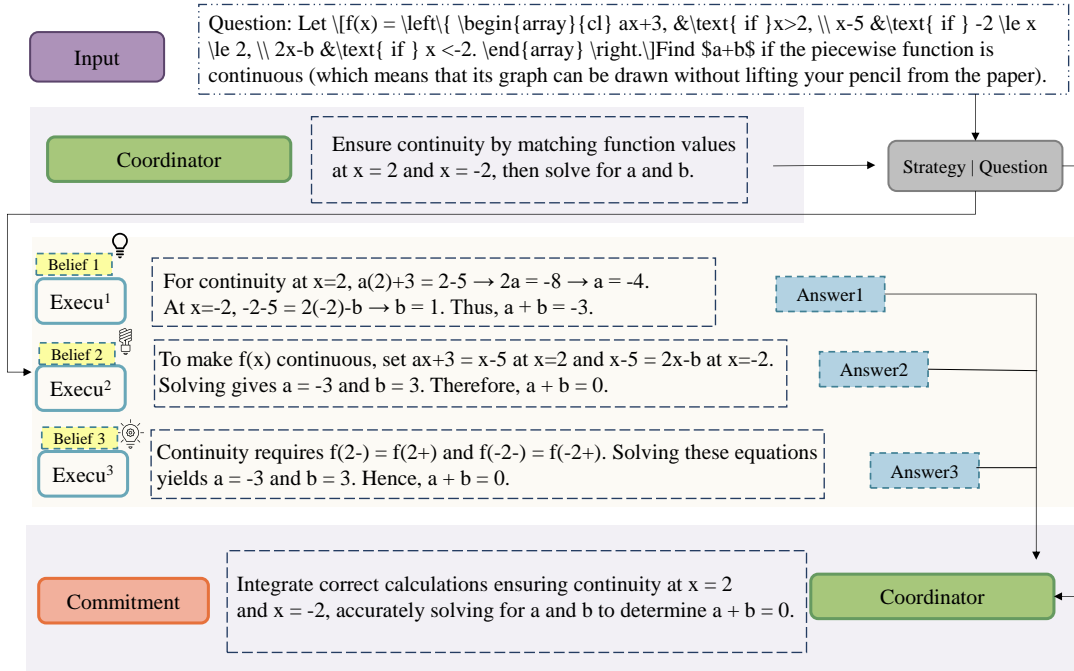 Input
Question: Let \[f(x) = \left\{ \begin{array}{cl} ax+3, &\text{ if }x>2, \\ x-5 &\text{ if } -2 \le x
\le 2, \\ 2x-b &\text{ if } x <-2. \end{array} \right.\]Find $a+b$ if the piecewise function is
continuous (which means that its graph can be drawn without lifting your pencil from the paper).
Coordinator
Ensure continuity by matching function values
at x = 2 and x = -2, then solve for a and b.
Strategy | Question
Belief 1
Execu¹
For continuity at x=2, a(2)+3 = 2-5 → 2a = -8 → a = -4.
At x=-2, -2-5 = 2(-2)-b → b = 1. Thus, a + b = -3.
Answer1
Belief 2
Execu²
To make f(x) continuous, set ax+3 = x-5 at x=2 and x-5 = 2x-b at x=-2.
Solving gives a = -3 and b = 3. Therefore, a + b = 0.
Answer2
Belief 3
Execu³
Continuity requires f(2-) = f(2+) and f(-2-) = f(-2+). Solving these equations
yields a = -3 and b = 3. Hence, a + b = 0.
Answer3
Commitment
Integrate correct calculations ensuring continuity at x = 2
and x = -2, accurately solving for a and b to determine a + b = 0.
Coordinator